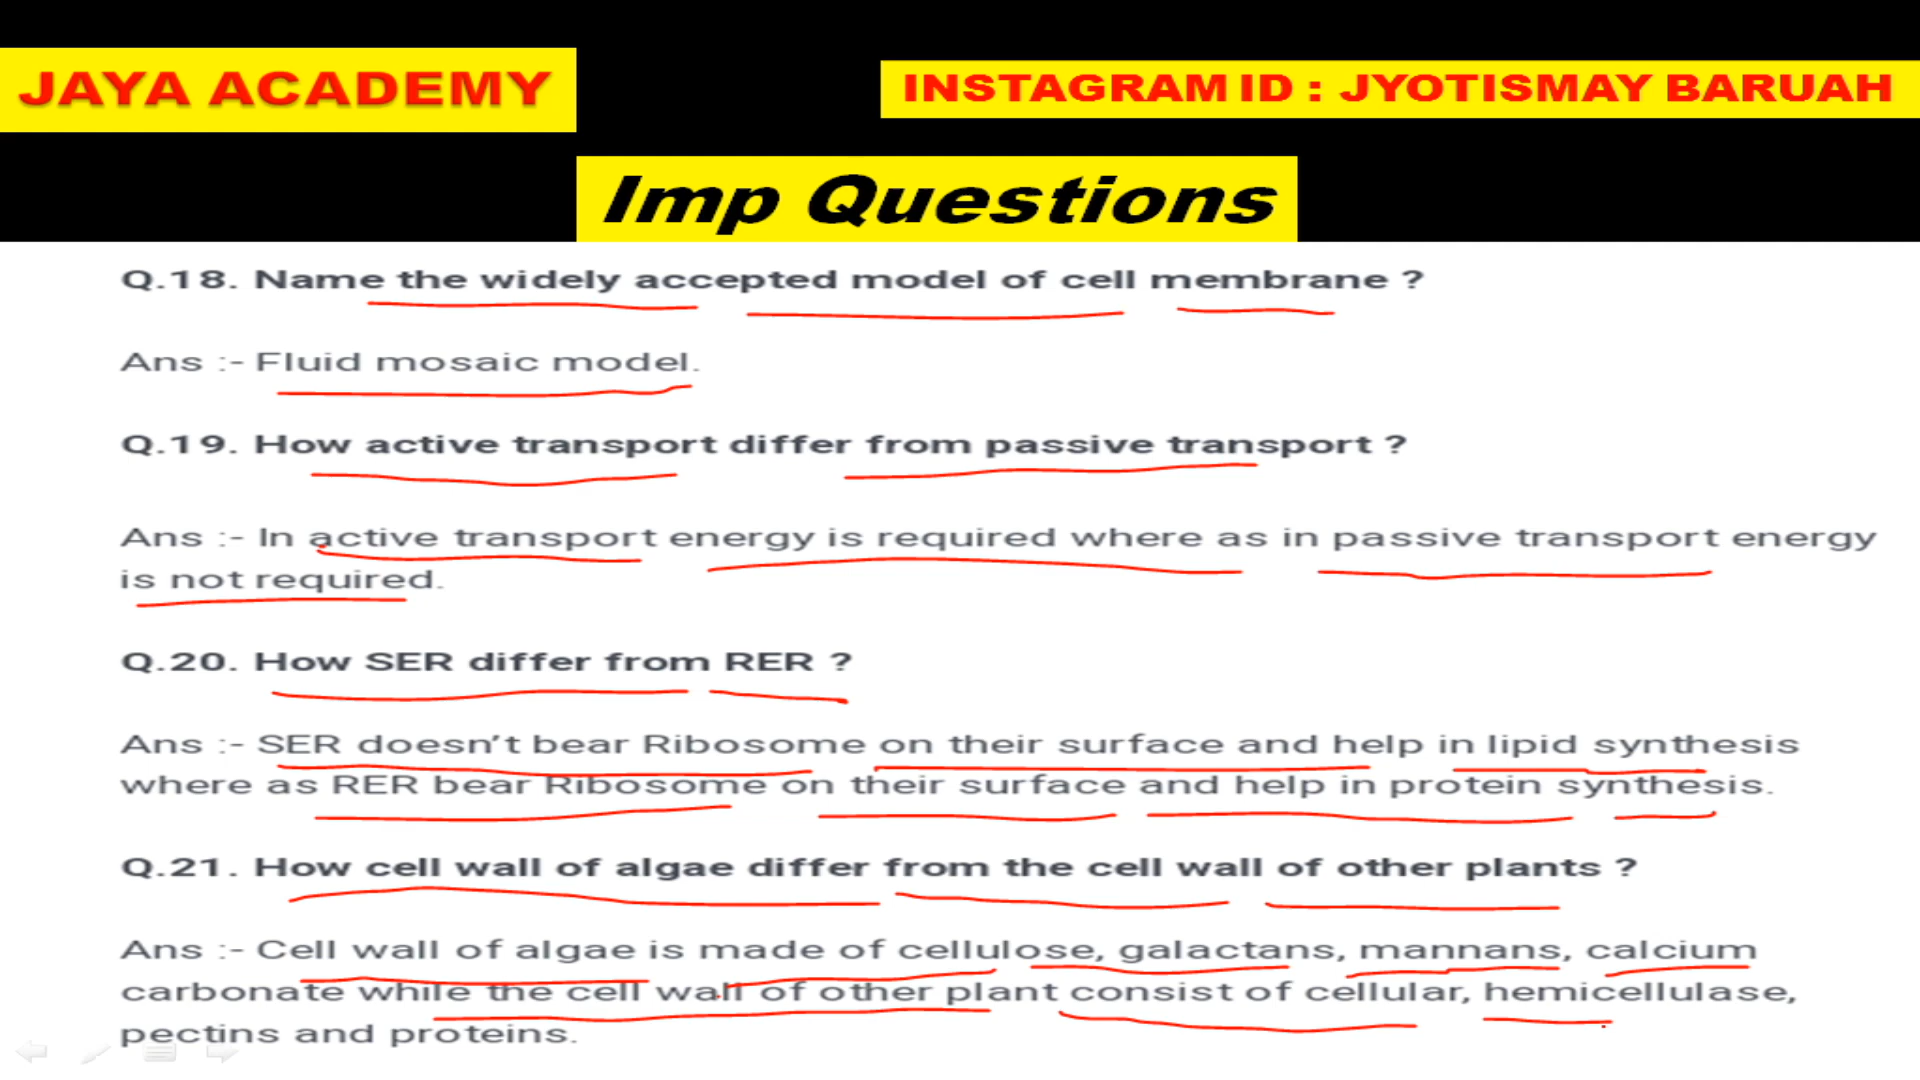 JAYA ACADEMY
INSTAGRAM ID : JYOTISMAY BARUAH
Imp Questions
Q.18. Name the widely accepted model of cell membrane ?
Ans :- Fluid mosaic model.
Q.19. How active transport differ from passive transport ?
Ans :- In active transport energy is required where as in passive transport energy
is not required.
Q.20. How SER differ from RER ?
Ans :- SER doesn’t bear Ribosome on their surface and help in lipid synthesis
where as RER bear Ribosome on their surface and help in protein synthesis.
Q.21. How cell wall of algae differ from the cell wall of other plants ?
Ans :- Cell wall of algae is made of cellulose, galactans, mannans, calcium
carbonate while the cell wall of other plant consist of cellular, hemicellulase,
pectins and proteins.